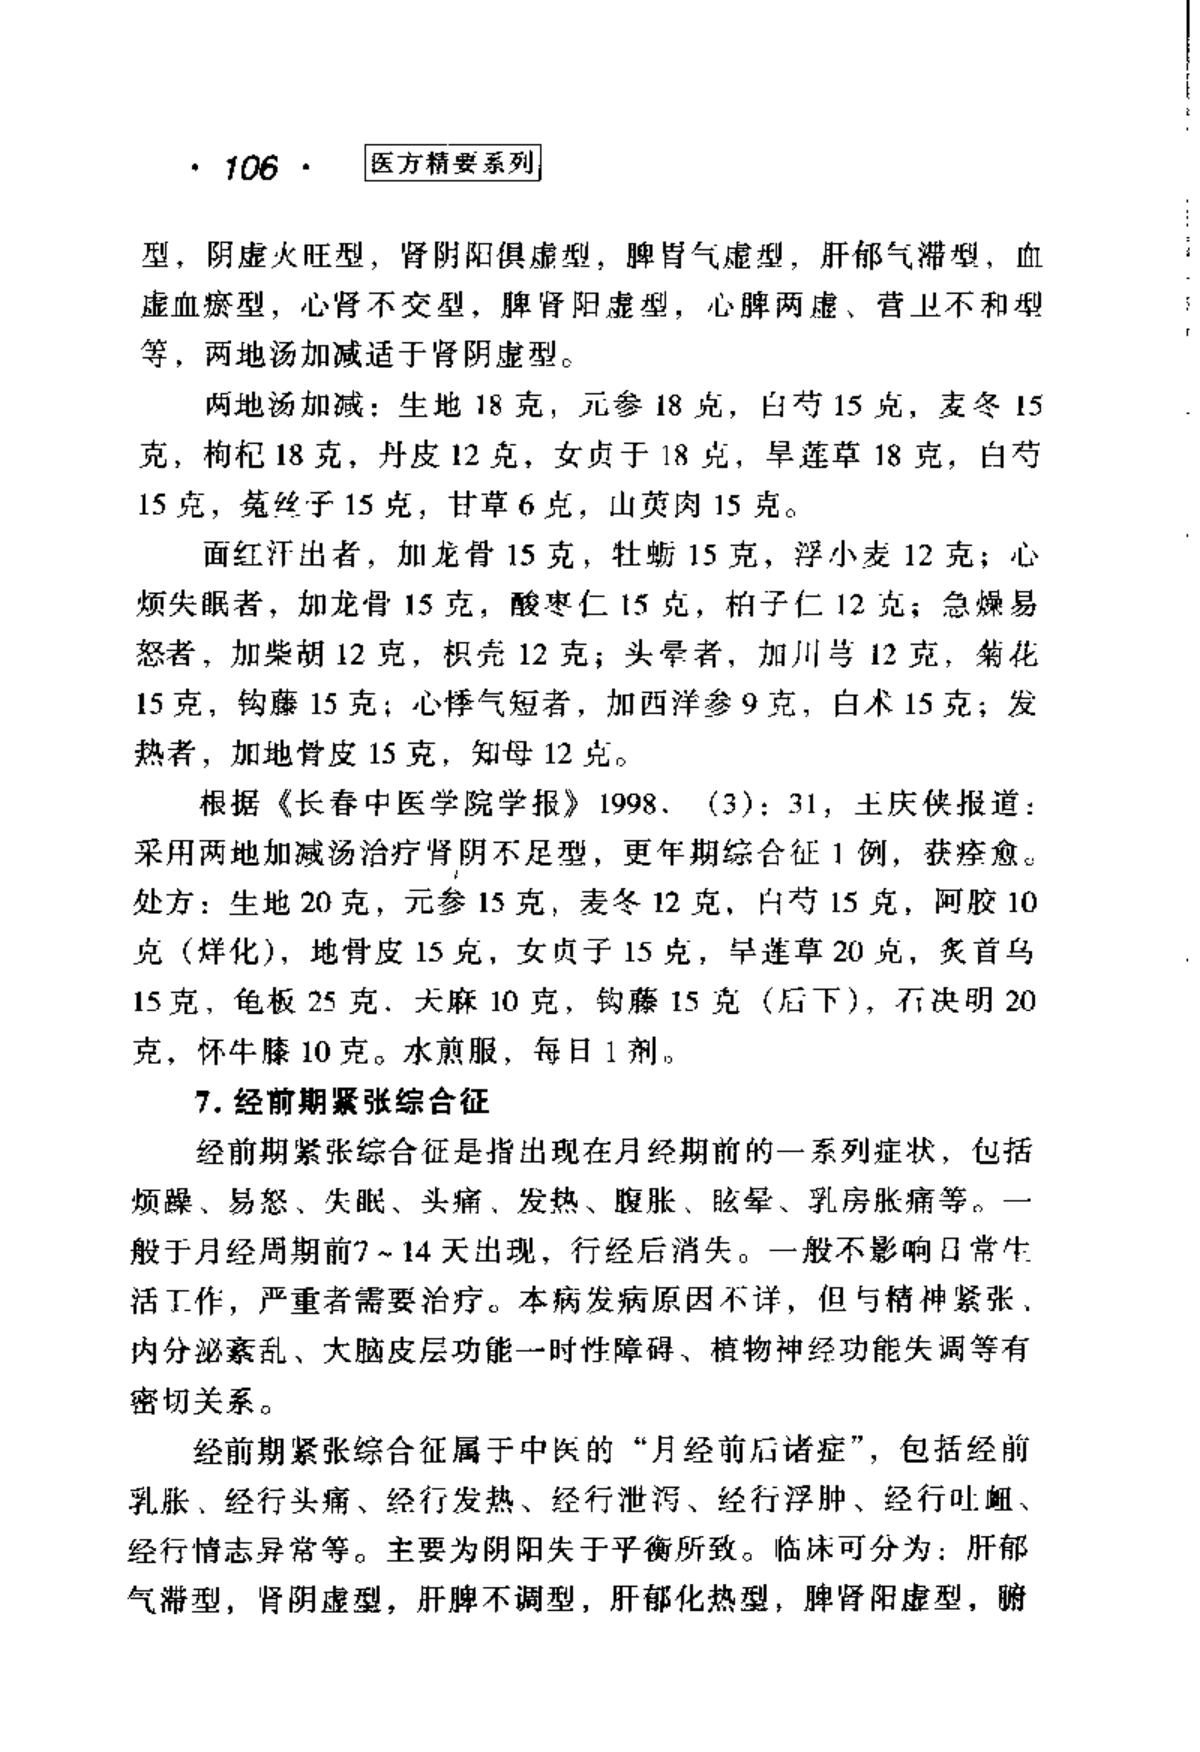 · 106 · 医方精要系列
型，阴虚火旺型，肾阴阳俱虚型，脾胃气虚型，肝郁气滞型，血
虚血瘀型，心肾不交型，脾肾阳虚型，心脾两虚、营卫不和型
等，两地汤加减适于肾阴虚型。
两地汤加减：生地 18 克，元参 18 克，白芍 15 克，麦冬 15
克，枸杞 18 克，丹皮 12 克，女贞于 18 克，旱莲草 18 克，白芍
15 克，菟丝子 15 克，甘草 6 克，山萸肉 15 克。
面红汗出者，加龙骨 15 克，牡蛎 15 克，浮小麦 12 克；心
烦失眠者，加龙骨 15 克，酸枣仁 15 克，柏子仁 12 克；急燥易
怒者，加柴胡 12 克，枳壳 12 克；头晕者，加川芎 12 克，菊花
15 克，钩藤 15 克；心悸气短者，加西洋参 9 克，白术 15 克；发
热者，加地骨皮 15 克，知母 12 克。
根据《长春中医学院学报》1998．（3）：31，王庆侠报道：
采用两地加减汤治疗肾阴不足型，更年期综合征 1 例，获痊愈。
处方：生地 20 克，元参 15 克，麦冬 12 克，白芍 15 克，阿胶 10
克（烊化），地骨皮 15 克，女贞子 15 克，旱莲草 20 克，炙首乌
15 克，龟板 25 克．天麻 10 克，钩藤 15 克（后下），石决明 20
克，怀牛膝 10 克。水煎服，每日 1 剂。
7. 经前期紧张综合征
经前期紧张综合征是指出现在月经期前的一系列症状，包括
烦躁、易怒、失眠、头痛、发热、腹胀、眩晕、乳房胀痛等。一
般于月经周期前7～14 天出现，行经后消失。一般不影响日常生
活工作，严重者需要治疗。本病发病原因不详，但与精神紧张、
内分泌紊乱、大脑皮层功能一时性障碍、植物神经功能失调等有
密切关系。
经前期紧张综合征属于中医的“月经前后诸症”，包括经前
乳胀、经行头痛、经行发热、经行泄泻、经行浮肿、经行吐衄、
经行情志异常等。主要为阴阳失于平衡所致。临床可分为：肝郁
气滞型，肾阴虚型，肝脾不调型，肝郁化热型，脾肾阳虚型，腑